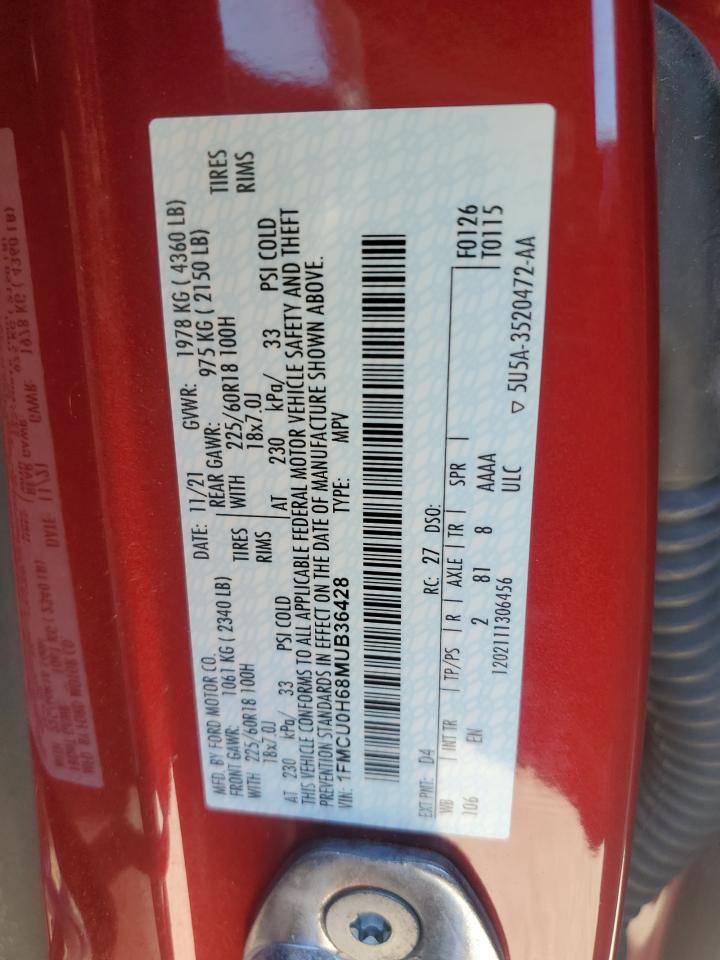 MFD. BY FORD MOTOR CO.
DATE: 11/21 GVWR: 1978 KG ( 4360 LB)
FRONT GAWR: 1061 KG ( 2340 LB) REAR GAWR: 975 KG ( 2150 LB)
WITH 225/60R18 100H TIRES WITH 225/60R18 100H TIRES
18x7.0J RIMS 18x7.0J RIMS
AT 230 kPa/ 33 PSI COLD AT 230 kPa/ 33 PSI COLD
THIS VEHICLE CONFORMS TO ALL APPLICABLE FEDERAL MOTOR VEHICLE SAFETY AND THEFT
PREVENTION STANDARDS IN EFFECT ON THE DATE OF MANUFACTURE SHOWN ABOVE.
VIN: 1FMCU0H68MUB36428 TYPE: MPV
EXT PNT: D4 RC: 27 DSO: F0126
WB INT TR TP/PS R AXLE TR SPR T0115
106 EN 2 81 8 AAAA
1202111306456 ULC ▽ 5U5A-3520472-AA